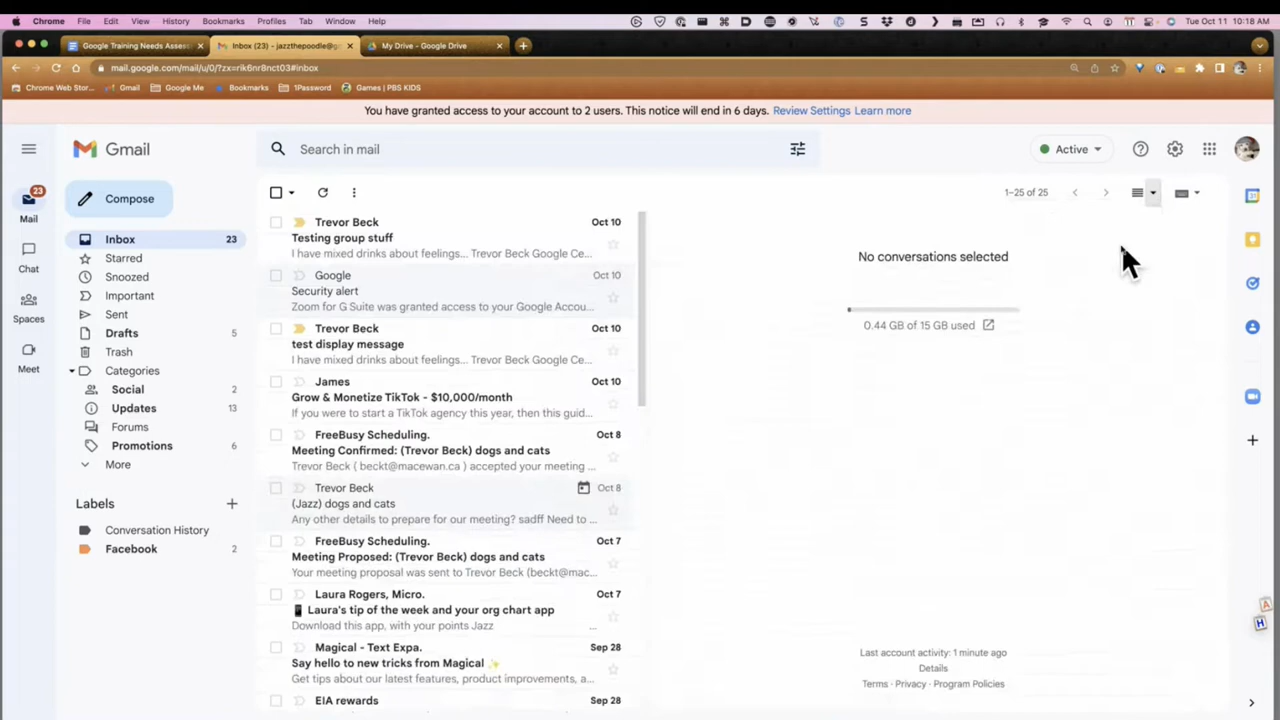 Chrome File Edit View History Bookmarks Profiles Tab Window Help Tue Oct 11 10:18 AM
Google Training Needs Asses Inbox (23) - jazzthepoodle@g My Drive - Google Drive
mail.google.com/mail/u/0/?zx=rik6nr8nct03#inbox
Chrome Web Stor... Gmail Google Me Bookmarks 1Password Games | PBS KIDS
You have granted access to your account to 2 users. This notice will end in 6 days. Review Settings Learn more
Gmail
Search in mail
Active
23
Mail
Chat
Spaces
Meet
Compose
Inbox 23
Starred
Snoozed
Important
Sent
Drafts 5
Trash
Categories
Social 2
Updates 13
Forums
Promotions 6
More
Labels
Conversation History
Facebook 2
1–25 of 25
Trevor Beck Oct 10
Testing group stuff
I have mixed drinks about feelings... Trevor Beck Google Ce...
Google Oct 10
Security alert
Zoom for G Suite was granted access to your Google Accou...
Trevor Beck Oct 10
test display message
I have mixed drinks about feelings... Trevor Beck Google Ce...
James Oct 10
Grow & Monetize TikTok - $10,000/month
If you were to start a TikTok agency this year, then this guid...
FreeBusy Scheduling. Oct 8
Meeting Confirmed: (Trevor Beck) dogs and cats
Trevor Beck ( beckt@macewan.ca ) accepted your meeting ...
Trevor Beck Oct 8
(Jazz) dogs and cats
Any other details to prepare for our meeting? sadff Need to ...
FreeBusy Scheduling. Oct 7
Meeting Proposed: (Trevor Beck) dogs and cats
Your meeting proposal was sent to Trevor Beck (beckt@mac...
Laura Rogers, Micro. Oct 7
📱 Laura's tip of the week and your org chart app
Download this app, with your points Jazz ...
Magical - Text Expa. Sep 28
Say hello to new tricks from Magical ✨
Get tips about our latest features, product improvements, a...
EIA rewards Sep 28
No conversations selected
0.44 GB of 15 GB used
Last account activity: 1 minute ago
Details
Terms · Privacy · Program Policies
A
H